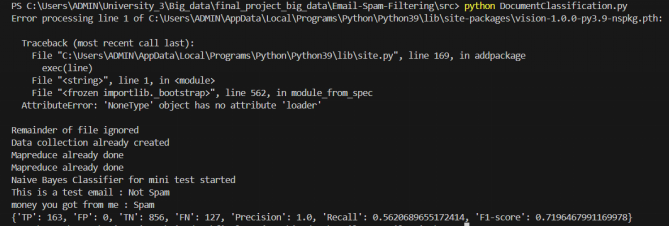 PS C:\Users\ADMIN\University_3\Big_data\final_project_big_data\Email-Spam-Filtering\src> python DocumentClassification.py
Error processing line 1 of C:\Users\ADMIN\AppData\Local\Programs\Python\Python39\lib\site-packages\vision-1.0.0-py3.9-nspkg.pth:
Traceback (most recent call last):
File "C:\Users\ADMIN\AppData\Local\Programs\Python\Python39\lib\site.py", line 169, in addpackage
exec(line)
File "<string>", line 1, in <module>
File "<frozen importlib._bootstrap>", line 562, in module_from_spec
AttributeError: 'NoneType' object has no attribute 'loader'
Remainder of file ignored
Data collection already created
Mapreduce already done
Mapreduce already done
Naive Bayes Classifier for mini test started
This is a test email : Not Spam
money you got from me : Spam
{'TP': 163, 'FP': 0, 'TN': 856, 'FN': 127, 'Precision': 1.0, 'Recall': 0.5620689655172414, 'F1-score': 0.7196467991169978}